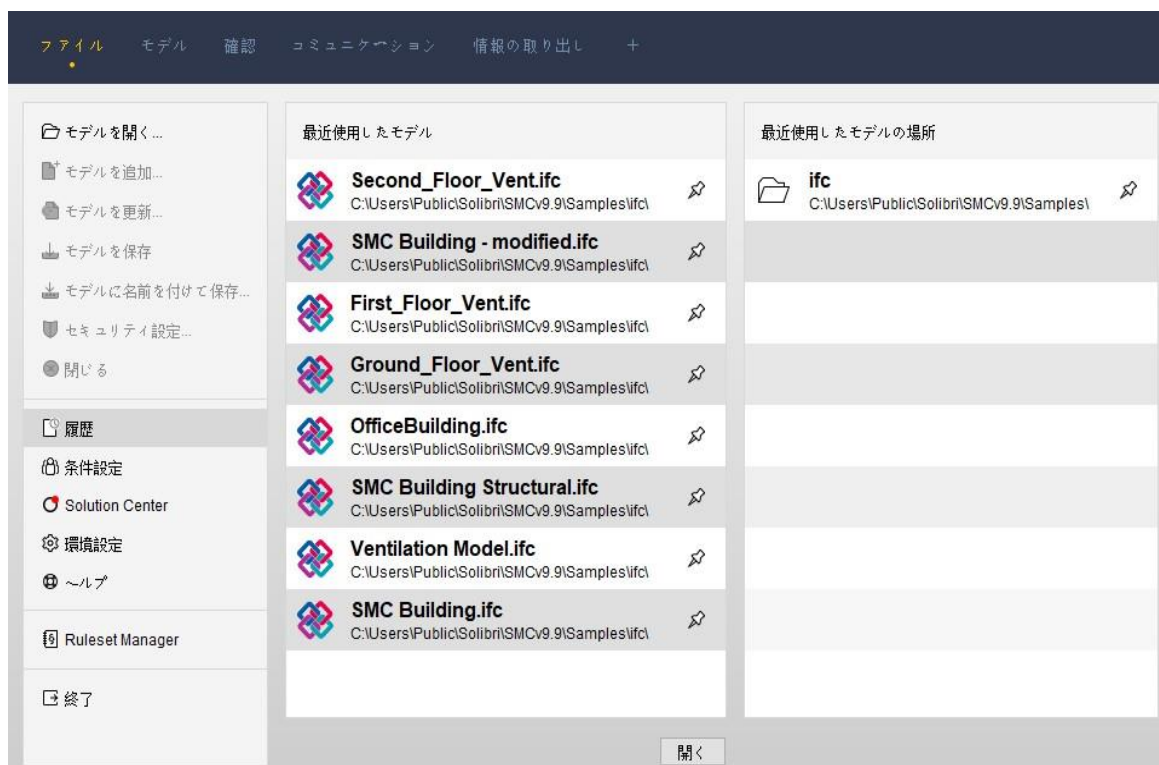 ファイル モデル 確認 コミュニケーション 情報の取り出し +
モデルを開く...
モデルを追加...
モデルを更新...
モデルを保存
モデルに名前を付けて保存...
セキュリティ設定...
閉じる
履歴
条件設定
Solution Center
環境設定
ヘルプ
Ruleset Manager
終了
最近使用したモデル
Second_Floor_Vent.ifc
C:\Users\Public\Solibri\SMCv9.9\Samples\ifc\
SMC Building - modified.ifc
C:\Users\Public\Solibri\SMCv9.9\Samples\ifc\
First_Floor_Vent.ifc
C:\Users\Public\Solibri\SMCv9.9\Samples\ifc\
Ground_Floor_Vent.ifc
C:\Users\Public\Solibri\SMCv9.9\Samples\ifc\
OfficeBuilding.ifc
C:\Users\Public\Solibri\SMCv9.9\Samples\ifc\
SMC Building Structural.ifc
C:\Users\Public\Solibri\SMCv9.9\Samples\ifc\
Ventilation Model.ifc
C:\Users\Public\Solibri\SMCv9.9\Samples\ifc\
SMC Building.ifc
C:\Users\Public\Solibri\SMCv9.9\Samples\ifc\
最近使用したモデルの場所
ifc
C:\Users\Public\Solibri\SMCv9.9\Samples\
開く